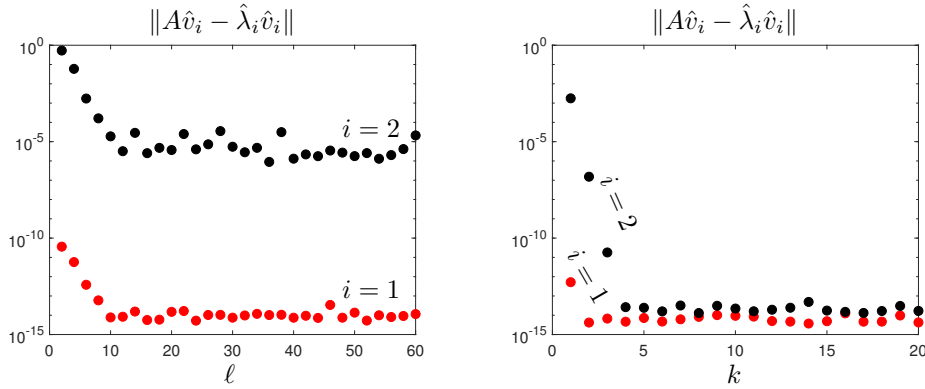 ‖Av̂ᵢ − λ̂ᵢv̂ᵢ‖
10⁰
10⁻⁵
10⁻¹⁰
10⁻¹⁵
i = 2
i = 1
0 10 20 30 40 50 60
ℓ
‖Av̂ᵢ − λ̂ᵢv̂ᵢ‖
10⁰
10⁻⁵
10⁻¹⁰
10⁻¹⁵
i = 2
i = 1
0 5 10 15 20
k